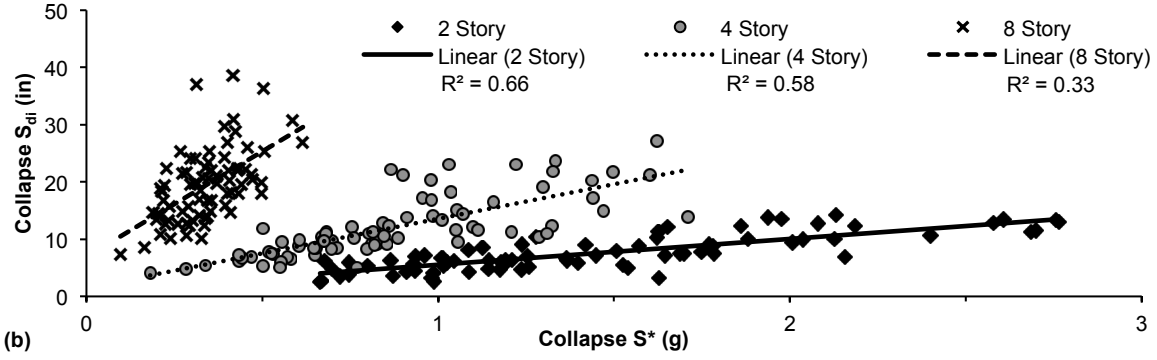 50
40
30
20
10
0
Collapse S_di (in)
2 Story 4 Story 8 Story
Linear (2 Story) Linear (4 Story) Linear (8 Story)
R² = 0.66 R² = 0.58 R² = 0.33
0 1 2 3
(b) Collapse S* (g)